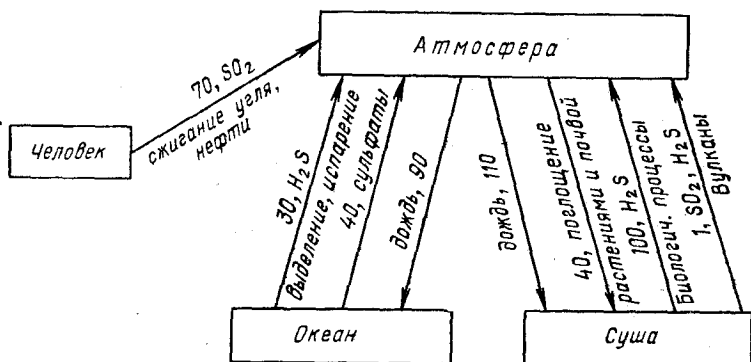 Атмосфера
70, SO₂
сжигание угля,
нефти
Человек
30, H₂S
выделение, испарение
40, сульфаты
дождь, 90
дождь, 110
40, поглощение
растениями и почвой
100, H₂S
Биологич. процессы
1, SO₂, H₂S
Вулканы
Океан
Суша